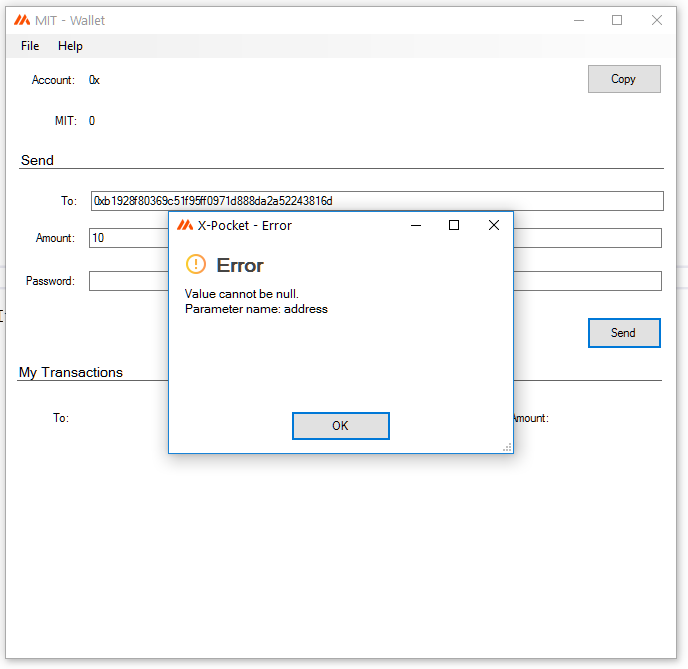 MIT - Wallet
File Help
Account: 0x
Copy
MIT: 0
Send
To: 0xb1928f80369c51f95ff0971d888da2a52243816d
Amount: 10
Password:
X-Pocket - Error
Error
Value cannot be null.
Parameter name: address
OK
Send
My Transactions
To:
Amount: